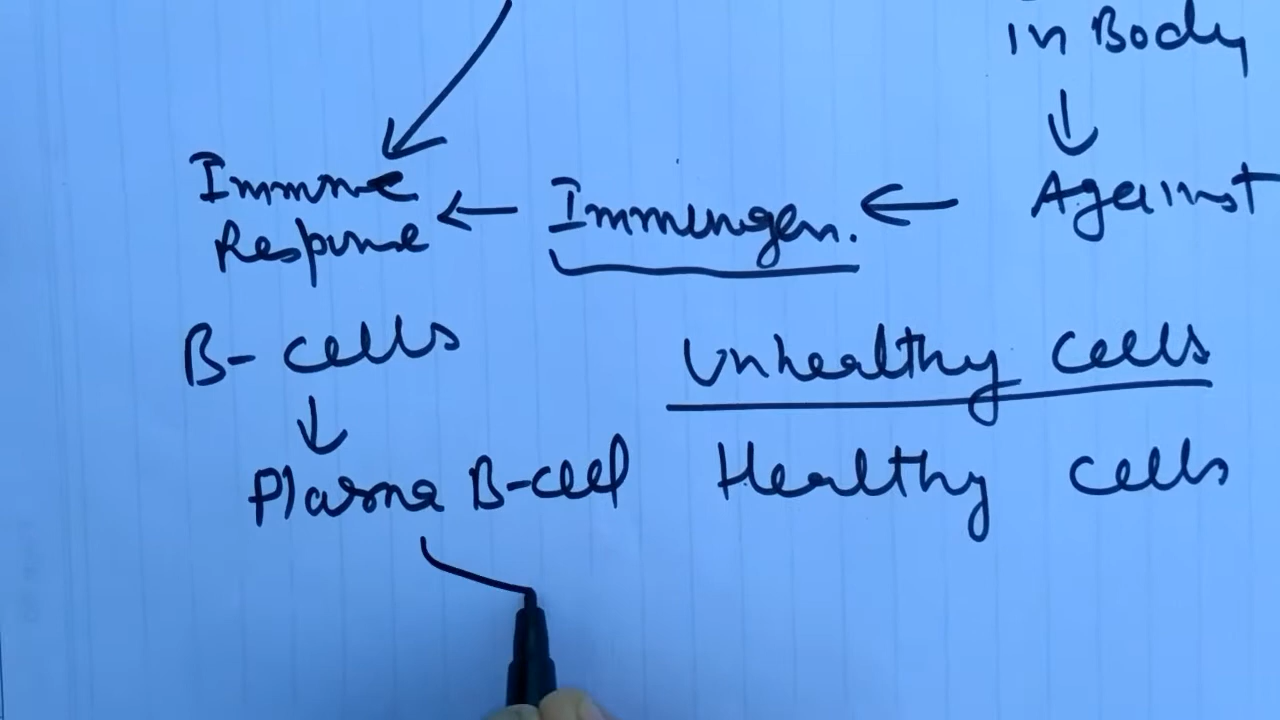 in Body
Immune
Response
Immunogen.
Against
B-cells
Unhealthy cells
Plasma B-cell
Healthy cells